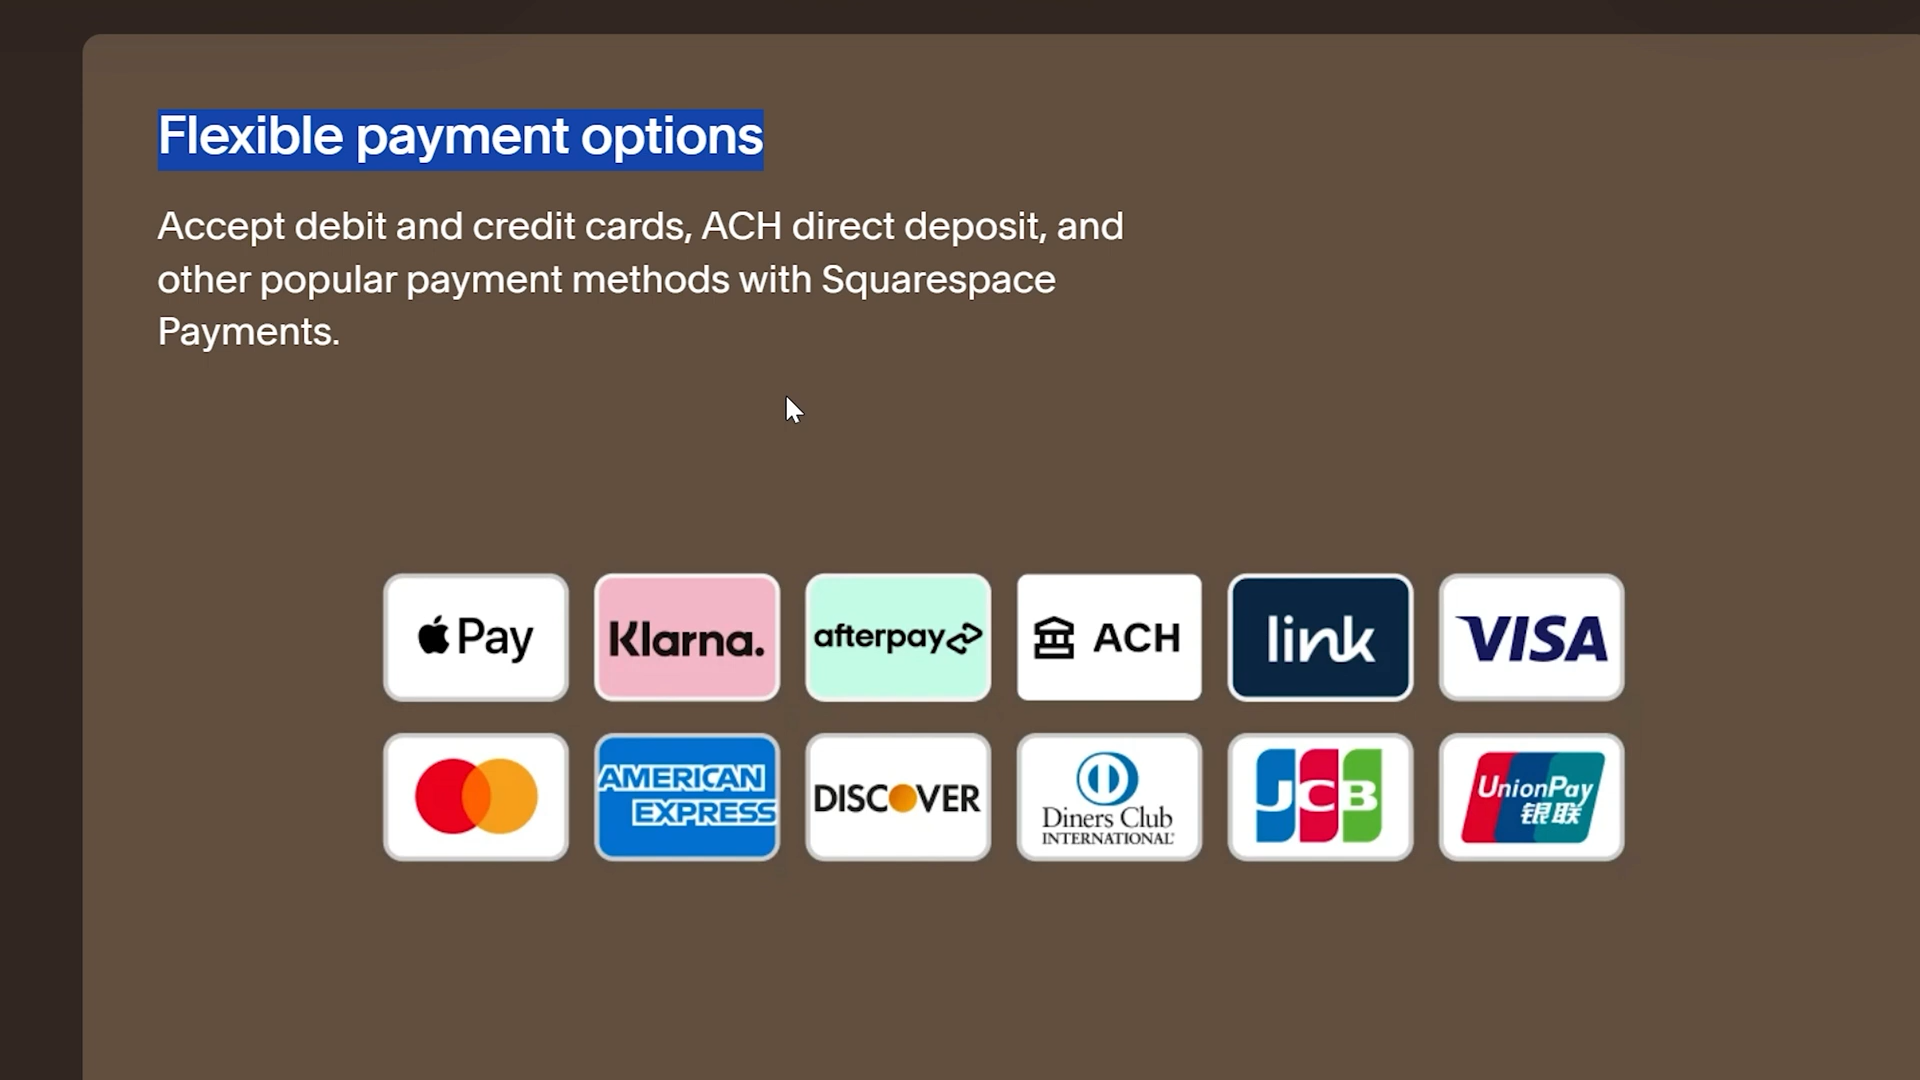 Flexible payment options
Accept debit and credit cards, ACH direct deposit, and
other popular payment methods with Squarespace
Payments.
Pay
Klarna.
afterpay
ACH
link
VISA
AMERICAN
EXPRESS
DISCOVER
Diners Club
INTERNATIONAL®
JCB
UnionPay
银联